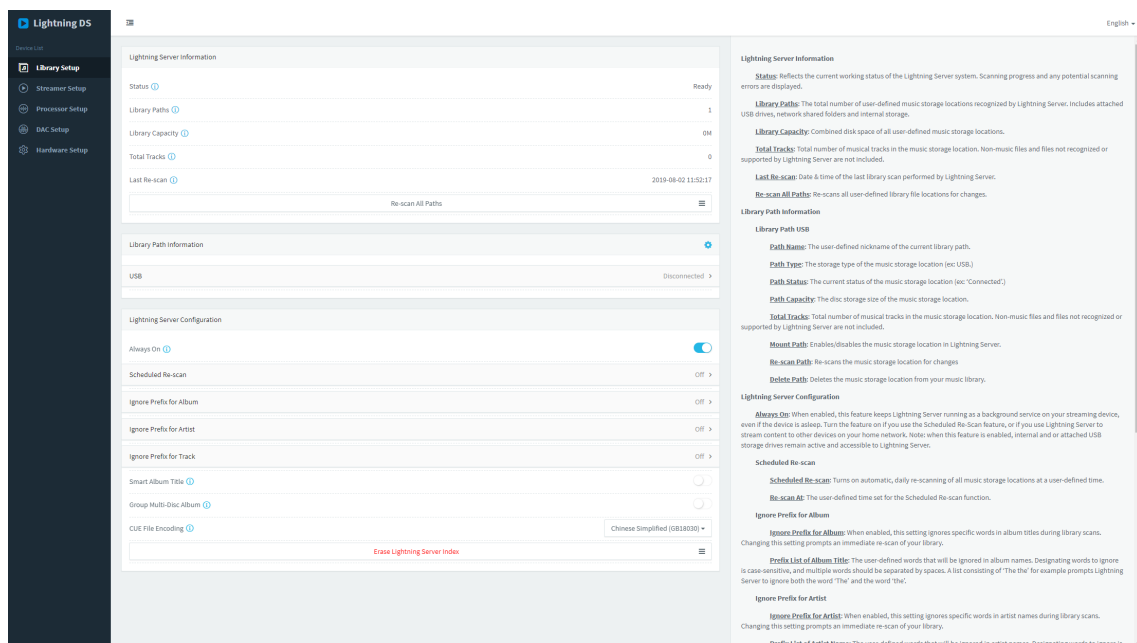 Lightning DS
English
Device List
Library Setup
Streamer Setup
Processor Setup
DAC Setup
Hardware Setup
Lightning Server Information
Status
Ready
Library Paths
1
Library Capacity
0M
Total Tracks
0
Last Re-scan
2019-08-02 11:52:17
Re-scan All Paths
Library Path Information
USB
Disconnected
Lightning Server Configuration
Always On
Scheduled Re-scan
Off
Ignore Prefix for Album
Off
Ignore Prefix for Artist
Off
Ignore Prefix for Track
Off
Smart Album Title
Group Multi-Disc Album
CUE File Encoding
Chinese Simplified (GB18030)
Erase Lightning Server Index
Lightning Server Information
Status: Reflects the current working status of the Lightning Server system. Scanning progress and any potential scanning
errors are displayed.
Library Paths: The total number of user-defined music storage locations recognized by Lightning Server. Includes attached
USB drives, network shared folders and internal storage.
Library Capacity: Combined disk space of all user-defined music storage locations.
Total Tracks: Total number of musical tracks in the music storage location. Non-music files and files not recognized or
supported by Lightning Server are not included.
Last Re-scan: Date & time of the last library scan performed by Lightning Server.
Re-scan All Paths: Re-scans all user-defined library file locations for changes.
Library Path Information
Library Path USB
Path Name: The user-defined nickname of the current library path.
Path Type: The storage type of the music storage location (ex: USB.)
Path Status: The current status of the music storage location (ex: 'Connected'.)
Path Capacity: The disc storage size of the music storage location.
Total Tracks: Total number of musical tracks in the music storage location. Non-music files and files not recognized or
supported by Lightning Server are not included.
Mount Path: Enables/disables the music storage location in Lightning Server.
Re-scan Path: Re-scans the music storage location for changes
Delete Path: Deletes the music storage location from your music library.
Lightning Server Configuration
Always On: When enabled, this feature keeps Lightning Server running as a background service on your streaming device,
even if the device is asleep. Turn the feature on if you use the Scheduled Re-Scan feature, or if you use Lightning Server to
stream content to other devices on your home network. Note: when this feature is enabled, internal and or attached USB
storage drives remain active and accessible to Lightning Server.
Scheduled Re-scan
Scheduled Re-scan: Turns on automatic, daily re-scanning of all music storage locations at a user-defined time.
Re-scan At: The user-defined time set for the Scheduled Re-scan function.
Ignore Prefix for Album
Ignore Prefix for Album: When enabled, this setting ignores specific words in album titles during library scans.
Changing this setting prompts an immediate re-scan of your library.
Prefix List of Album Title: The user-defined words that will be ignored in album names. Designating words to ignore
is case-sensitive, and multiple words should be separated by spaces. A list consisting of 'The the' for example prompts Lightning
Server to ignore both the word 'The' and the word 'the'.
Ignore Prefix for Artist
Ignore Prefix for Artist: When enabled, this setting ignores specific words in artist names during library scans.
Changing this setting prompts an immediate re-scan of your library.